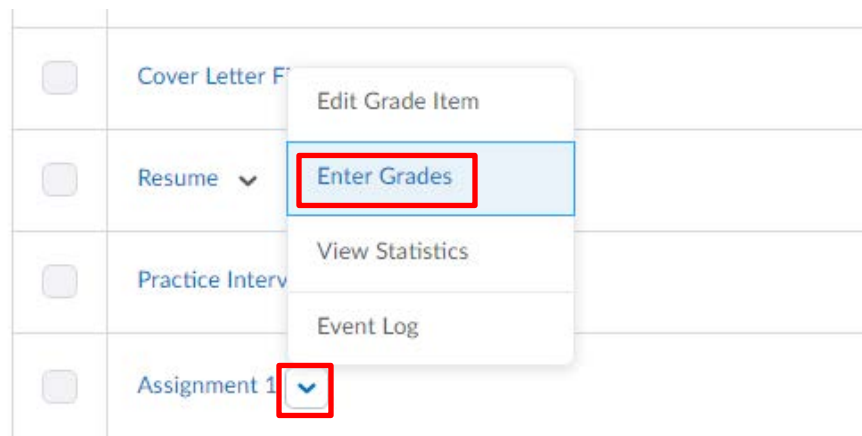 Cover Letter F
Edit Grade Item
Resume
Enter Grades
View Statistics
Practice Interv
Event Log
Assignment 1